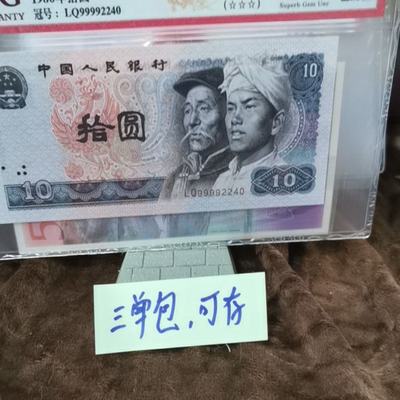 冠号：LQ99992240
(☆☆☆)
Superb Gem Unc
中国人民银行
10
拾圆
LQ99992240
10
10
三单包，可存